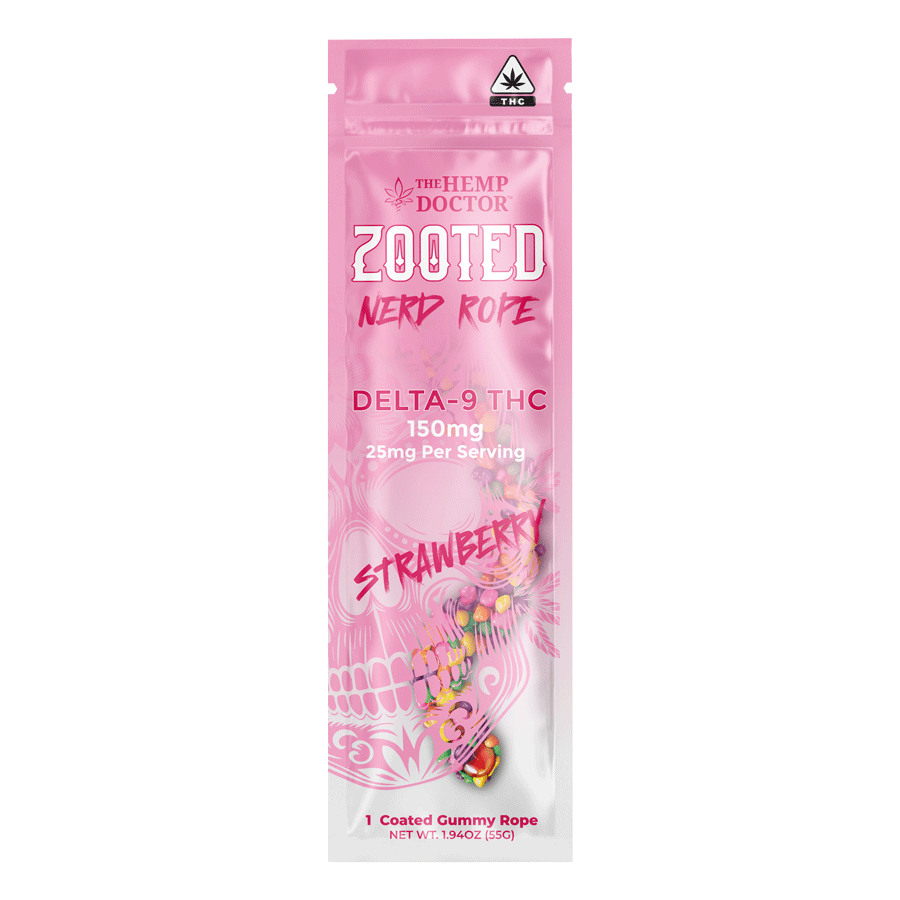 THC
THE HEMP
DOCTOR™
ZOOTED
NERD ROPE
DELTA-9 THC
150mg
25mg Per Serving
STRAWBERRY
1 Coated Gummy Rope
NET WT. 1.94OZ (55G)